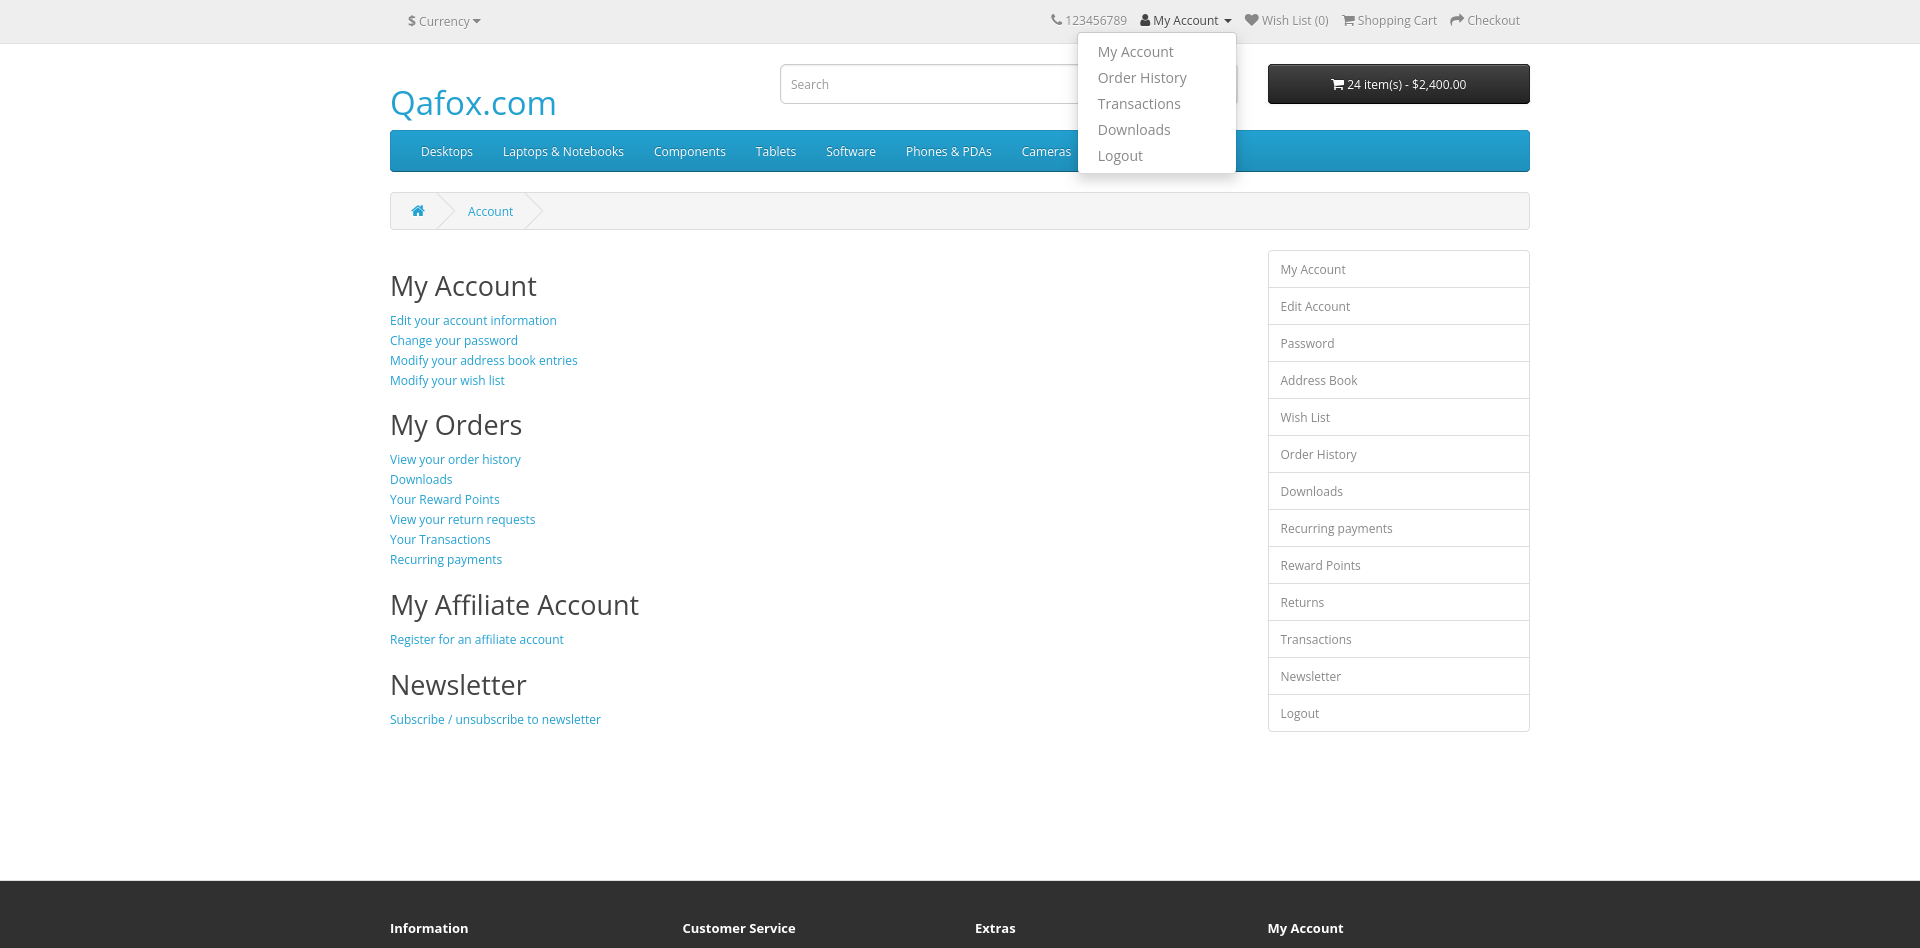 $ Currency
123456789 My Account Wish List (0) Shopping Cart Checkout
My Account
Order History
Transactions
Downloads
Logout
Qafox.com
Search
24 item(s) - $2,400.00
Desktops Laptops & Notebooks Components Tablets Software Phones & PDAs Cameras
Account
My Account
Edit your account information
Change your password
Modify your address book entries
Modify your wish list
My Orders
View your order history
Downloads
Your Reward Points
View your return requests
Your Transactions
Recurring payments
My Affiliate Account
Register for an affiliate account
Newsletter
Subscribe / unsubscribe to newsletter
My Account
Edit Account
Password
Address Book
Wish List
Order History
Downloads
Recurring payments
Reward Points
Returns
Transactions
Newsletter
Logout
Information Customer Service Extras My Account